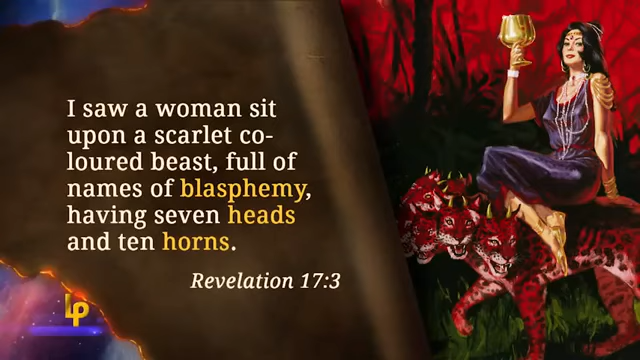 I saw a woman sit
upon a scarlet co-
loured beast, full of
names of blasphemy,
having seven heads
and ten horns.
Revelation 17:3
LP